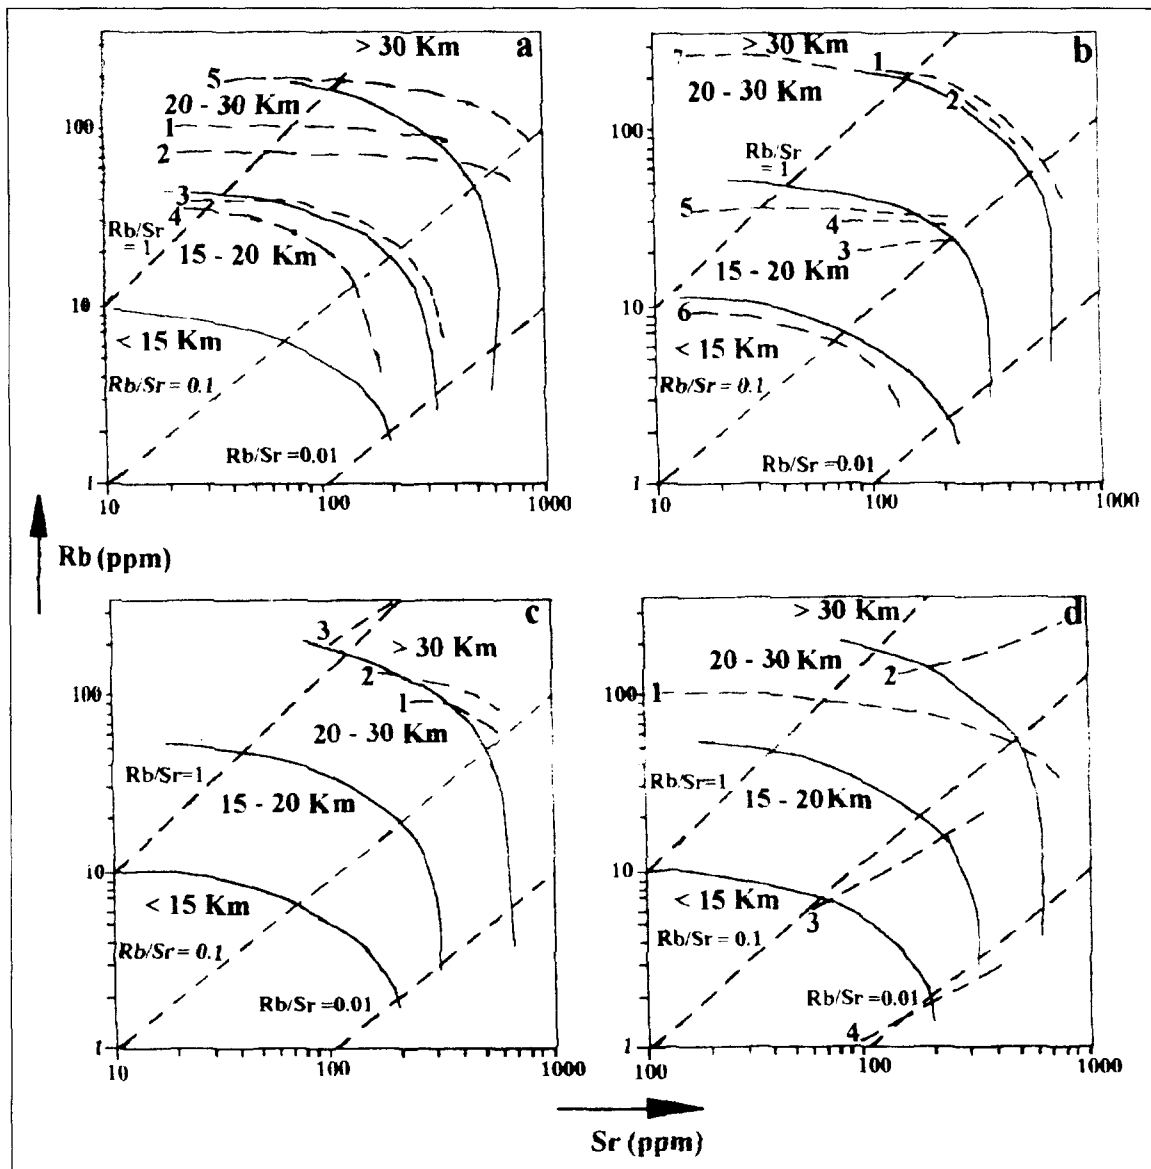 a
> 30 Km
5
20 - 30 Km
100
1
2
3
4
Rb/Sr
= 1
15 - 20 Km
10
< 15 Km
Rb/Sr = 0.1
Rb/Sr =0.01
1
10
100
1000
b
> 30 Km
7
1
20 - 30 Km
2
100
Rb/Sr
= 1
5
4
3
15 - 20 Km
10
6
< 15 Km
Rb/Sr = 0.1
Rb/Sr =0.01
1
10
100
1000
Rb (ppm)
c
3
> 30 Km
2
100
1
20 - 30 Km
Rb/Sr=1
15 - 20 Km
10
< 15 Km
Rb/Sr = 0.1
Rb/Sr =0.01
1
10
100
1000
d
> 30 Km
20 - 30 Km
2
100
1
Rb/Sr=1
15 - 20 Km
10
< 15 Km
3
Rb/Sr = 0.1
Rb/Sr =0.01
4
1
100
100
1000
Sr (ppm)